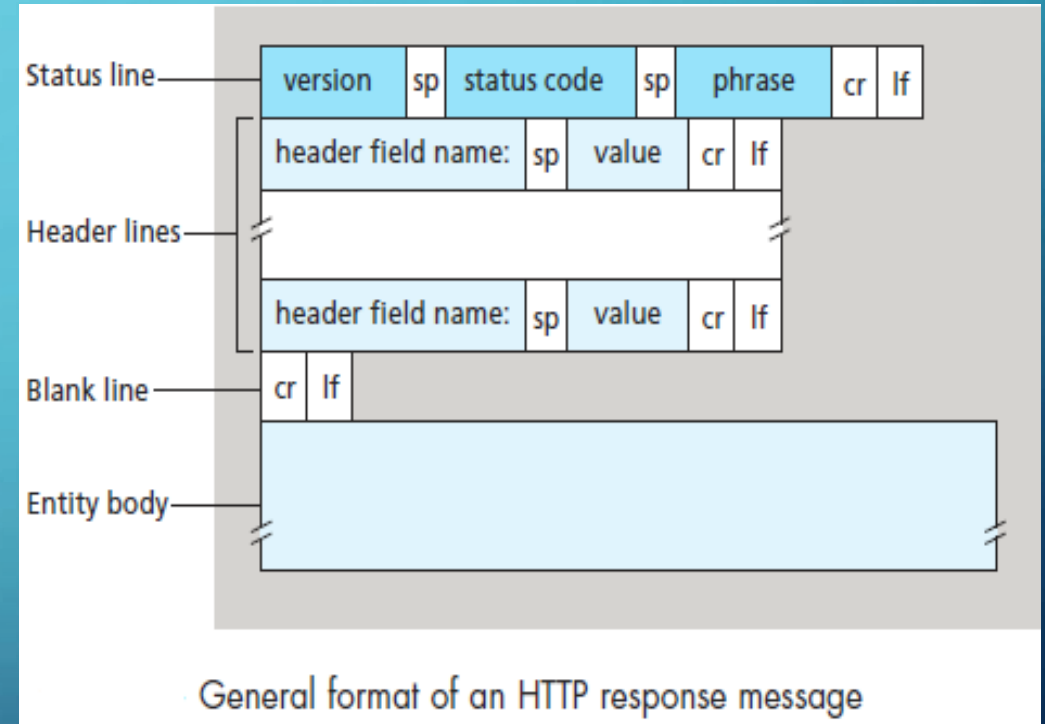 Status line version sp status code sp phrase cr lf
header field name: sp value cr lf
Header lines
header field name: sp value cr lf
Blank line cr lf
Entity body
General format of an HTTP response message